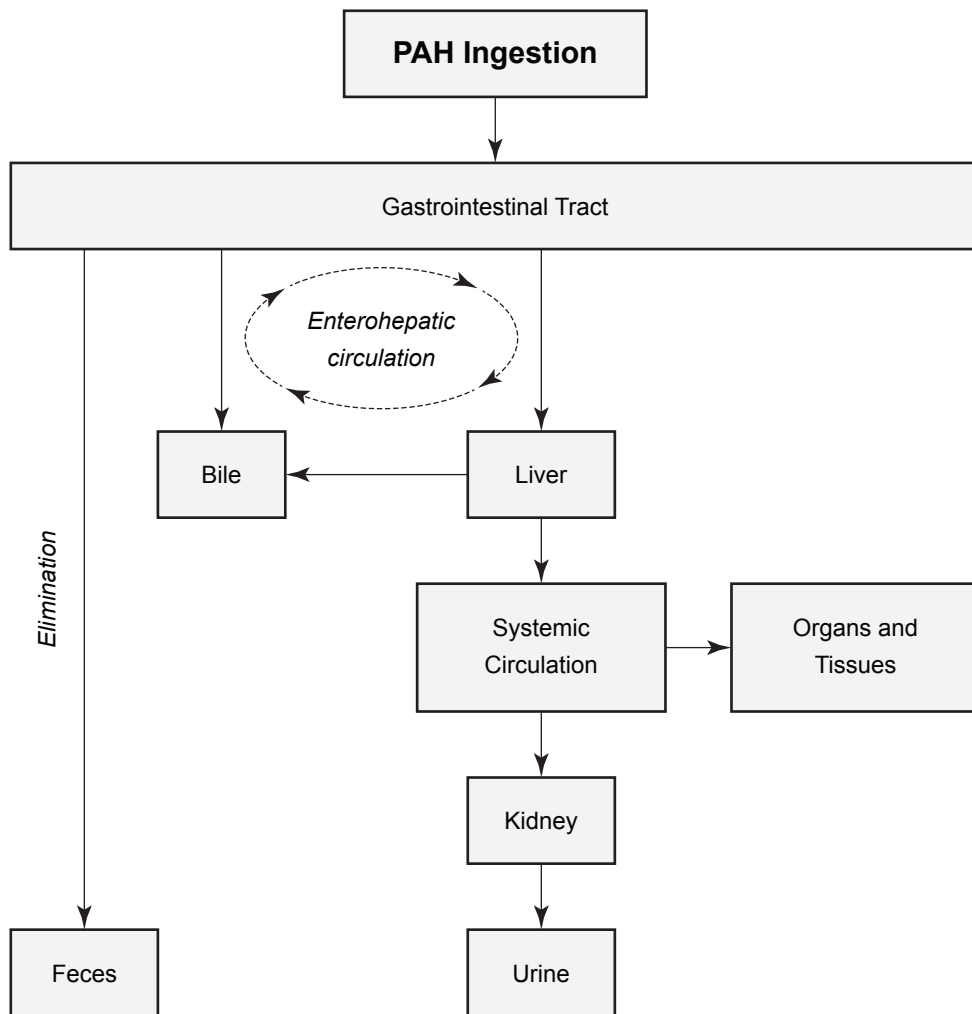 PAH Ingestion
Gastrointestinal Tract
Enterohepatic
circulation
Bile
Liver
Elimination
Systemic
Circulation
Organs and
Tissues
Kidney
Feces
Urine